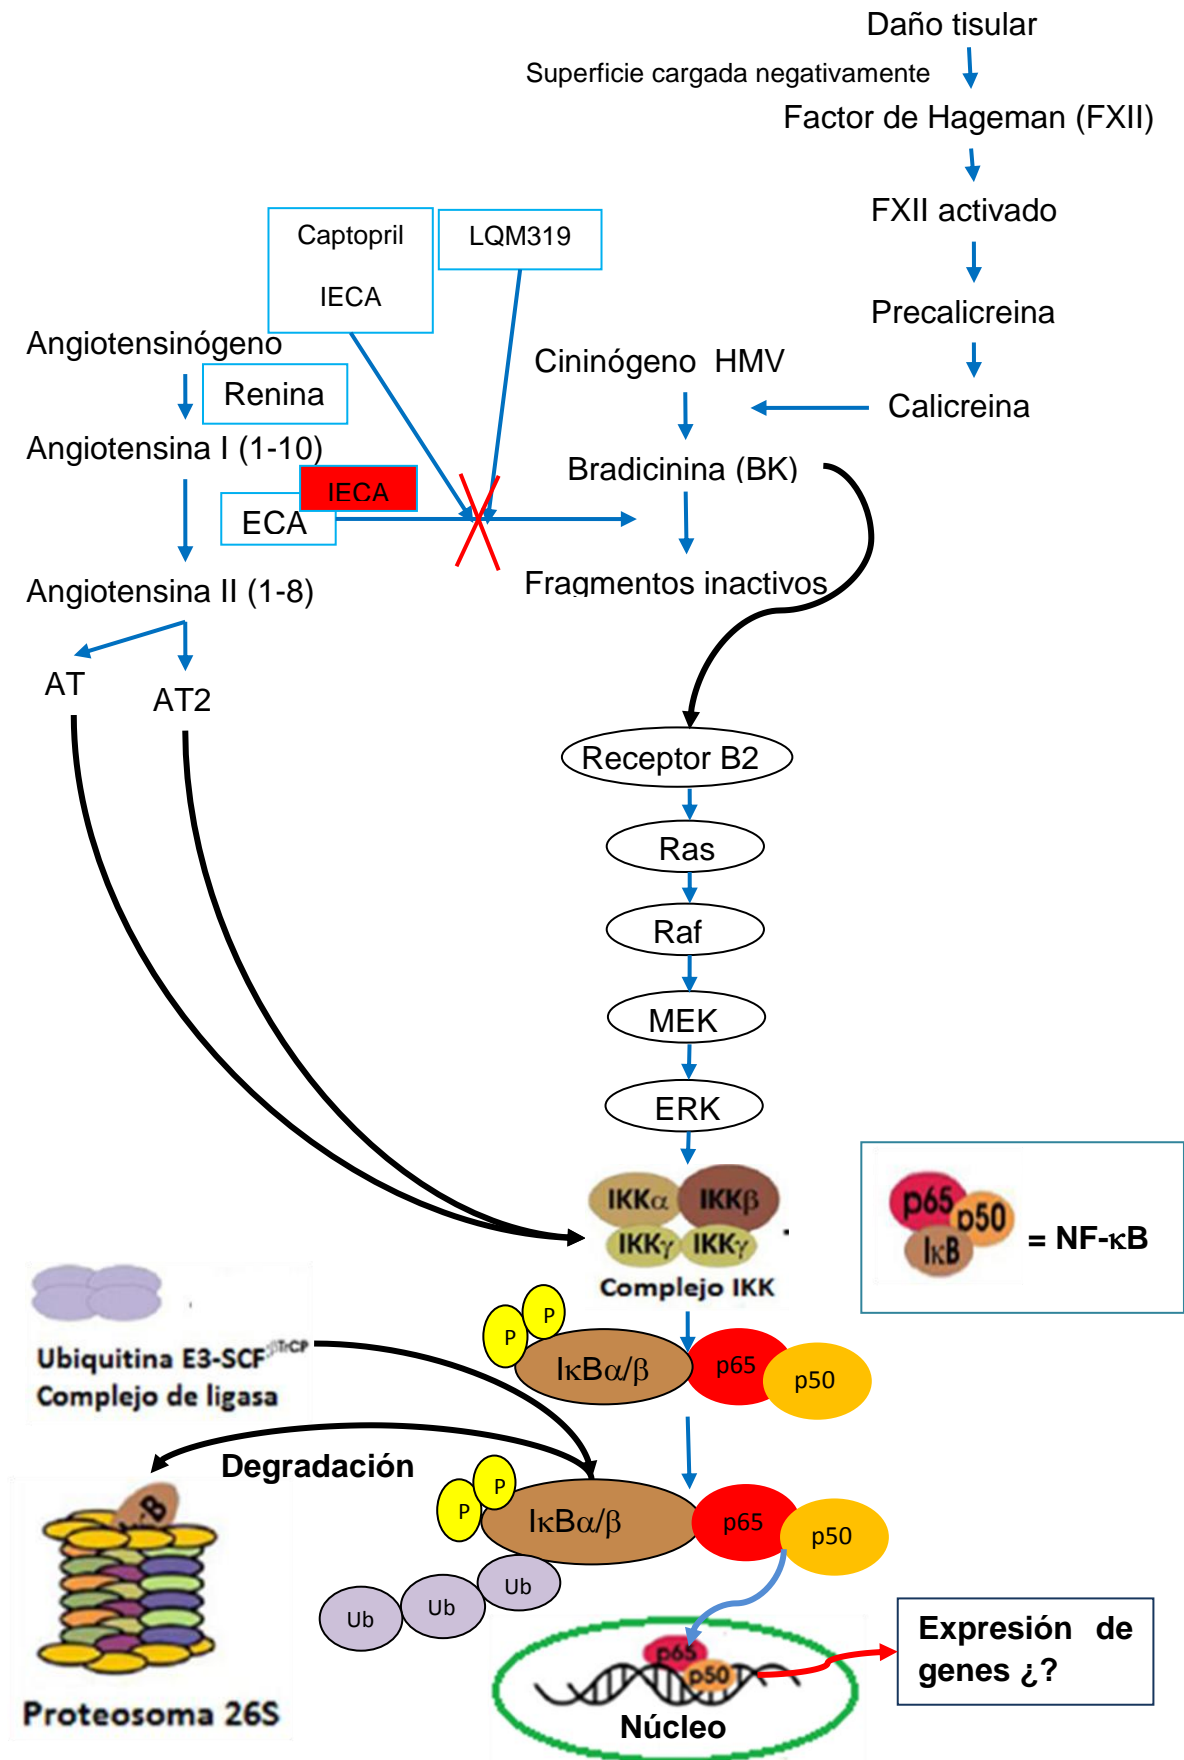 Daño tisular
Superficie cargada negativamente
Factor de Hageman (FXII)
FXII activado
Captopril
IECA
LQM319
Precalicreina
Angiotensinógeno
Renina
Cininógeno HMV
Calicreina
Angiotensina I (1-10)
Bradicinina (BK)
IECA
ECA
Fragmentos inactivos
Angiotensina II (1-8)
AT
AT2
Receptor B2
Ras
Raf
MEK
ERK
IKKα
IKKβ
IKKγ
IKKγ
Complejo IKK
p65
p50
IκB
= NF-κB
Ubiquitina E3-SCFβTrCP
Complejo de ligasa
P
P
IκBα/β
p65
p50
Degradación
P
P
IκBα/β
p65
p50
Ub
Ub
Ub
Proteosoma 26S
p65
p50
Núcleo
Expresión de
genes ¿?